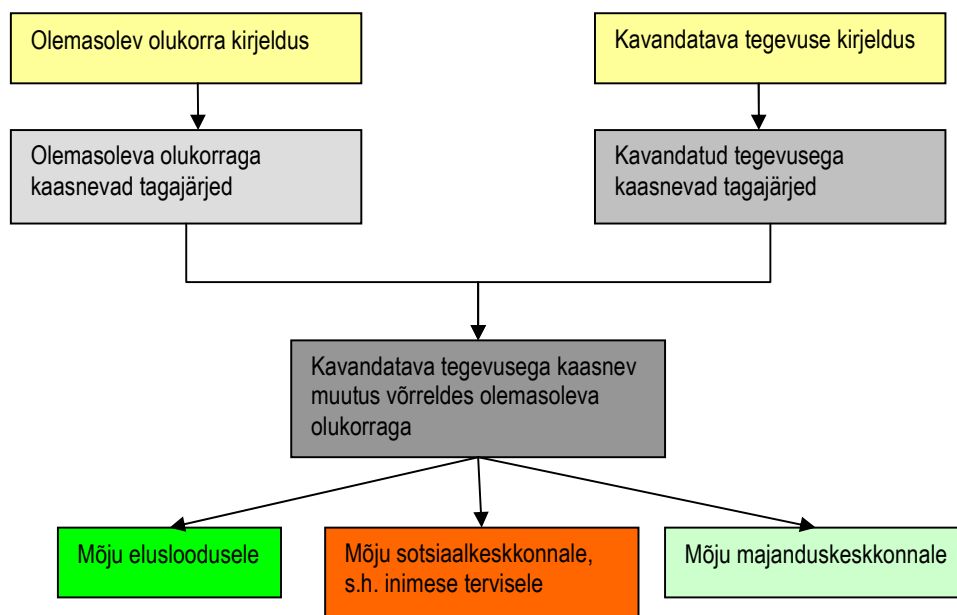 Olemasolev olukorra kirjeldus
Kavandatava tegevuse kirjeldus
Olemasoleva olukorraga
kaasnevad tagajärjed
Kavandatud tegevusega
kaasnevad tagajärjed
Kavandatava tegevusega kaasnev
muutus võrreldes olemasoleva
olukorraga
Mõju elusloodusele
Mõju sotsiaalkeskkonnale,
s.h. inimese tervisele
Mõju majanduskeskkonnale